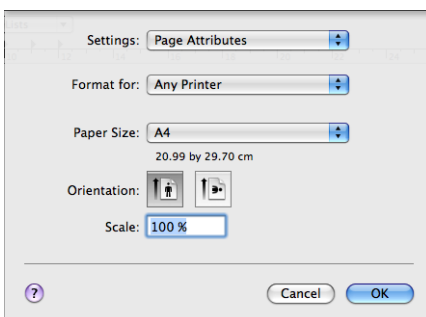 Settings: Page Attributes
Format for: Any Printer
Paper Size: A4
20.99 by 29.70 cm
Orientation:
Scale: 100 %
? Cancel OK